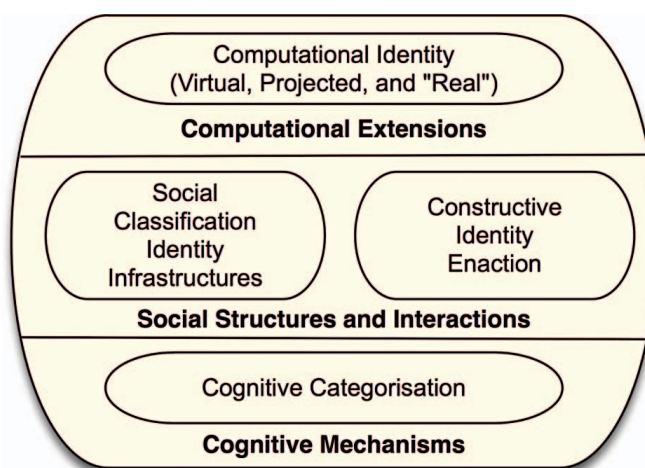 Computational Identity
(Virtual, Projected, and "Real")
Computational Extensions
Social
Classification
Identity
Infrastructures
Constructive
Identity
Enaction
Social Structures and Interactions
Cognitive Categorisation
Cognitive Mechanisms